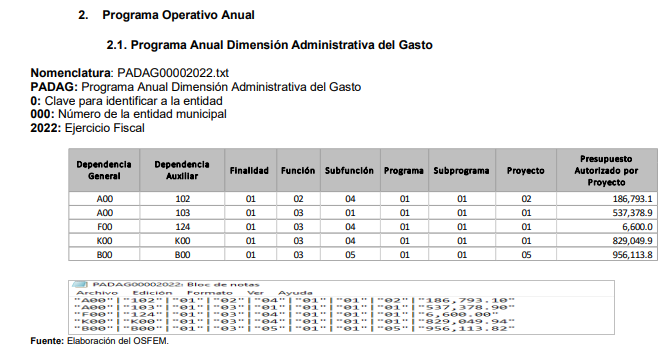 2. Programa Operativo Anual
2.1. Programa Anual Dimensión Administrativa del Gasto
Nomenclatura: PADAG00002022.txt
PADAG: Programa Anual Dimensión Administrativa del Gasto
0: Clave para identificar a la entidad
000: Número de la entidad municipal
2022: Ejercicio Fiscal
Dependencia General Dependencia Auxiliar Finalidad Función Subfunción Programa Subprograma Proyecto Presupuesto Autorizado por Proyecto
A00 102 01 02 04 01 01 02 186,793.1
A00 103 01 03 01 01 01 01 537,378.9
F00 124 01 03 04 01 01 01 6,600.0
K00 K00 01 03 04 01 01 01 829,049.9
B00 B00 01 03 05 01 01 05 956,113.8
PADAG00002022: Bloc de notas
Archivo Edición Formato Ver Ayuda
"A00"|"102"|"01"|"02"|"04"|"01"|"01"|"02"|"186,793.10"
"A00"|"103"|"01"|"03"|"01"|"01"|"01"|"01"|"537,378.90"
"F00"|"124"|"01"|"03"|"04"|"01"|"01"|"01"|"6,600.00"
"K00"|"K00"|"01"|"03"|"04"|"01"|"01"|"01"|"829,049.94"
"B00"|"B00"|"01"|"03"|"05"|"01"|"01"|"05"|"956,113.82"
Fuente: Elaboración del OSFEM.